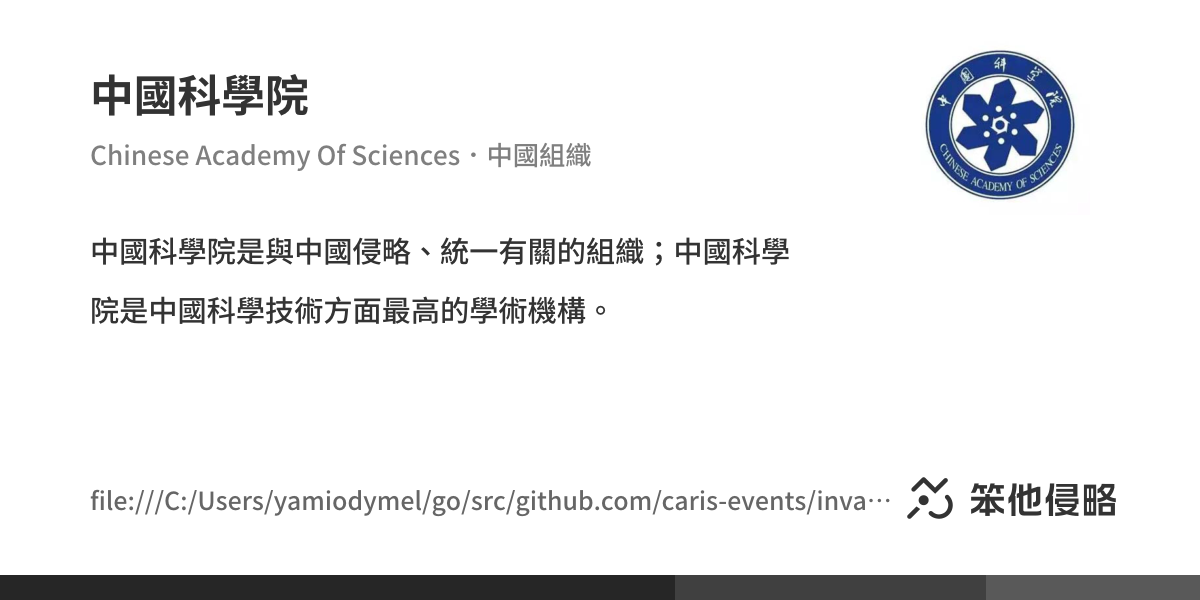 中國科學院
Chinese Academy Of Sciences・中國組織
中国科学院
CHINESE ACADEMY OF SCIENCES
中國科學院是與中國侵略、統一有關的組織；中國科學
院是中國科學技術方面最高的學術機構。
file:///C:/Users/yamiodymel/go/src/github.com/caris-events/inva…
笨他侵略